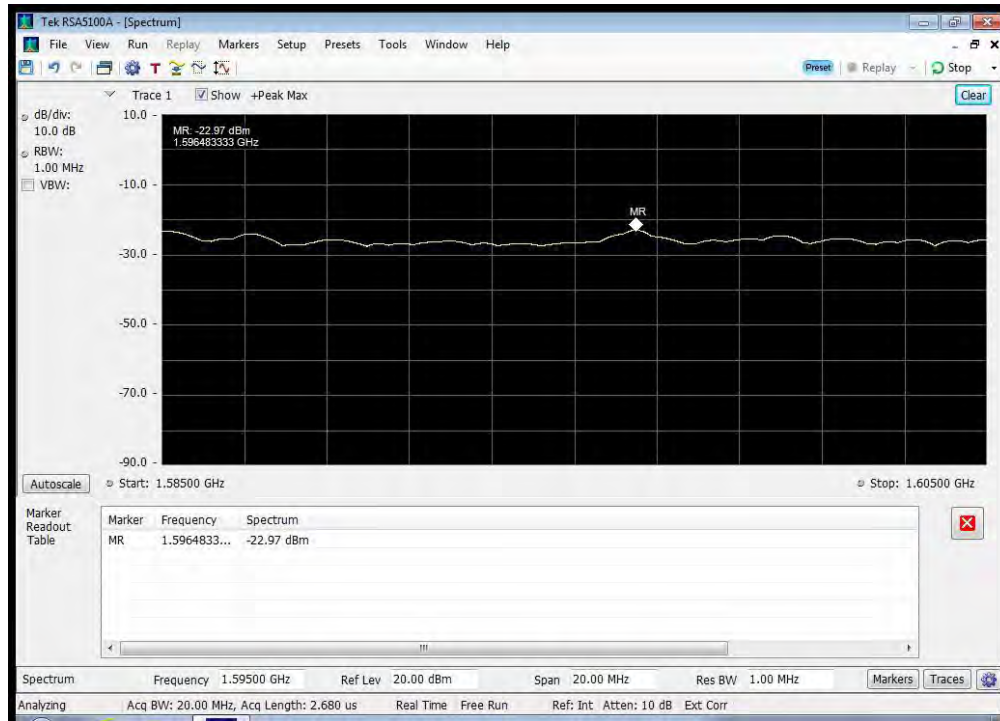 Tek RSA5100A - [Spectrum]
File View Run Replay Markers Setup Presets Tools Window Help
T
Preset Replay Stop
Trace 1 Show +Peak Max
Clear
dB/div:
10.0 dB
RBW:
1.00 MHz
VBW:
10.0
-10.0
-30.0
-50.0
-70.0
-90.0
MR: -22.97 dBm
1.596483333 GHz
MR
Autoscale
Start: 1.58500 GHz
Stop: 1.60500 GHz
Marker
Readout
Table
Marker Frequency Spectrum
MR 1.5964833... -22.97 dBm
Spectrum Frequency 1.59500 GHz Ref Lev 20.00 dBm Span 20.00 MHz Res BW 1.00 MHz Markers Traces
Analyzing Acq BW: 20.00 MHz, Acq Length: 2.680 us Real Time Free Run Ref: Int Atten: 10 dB Ext Corr